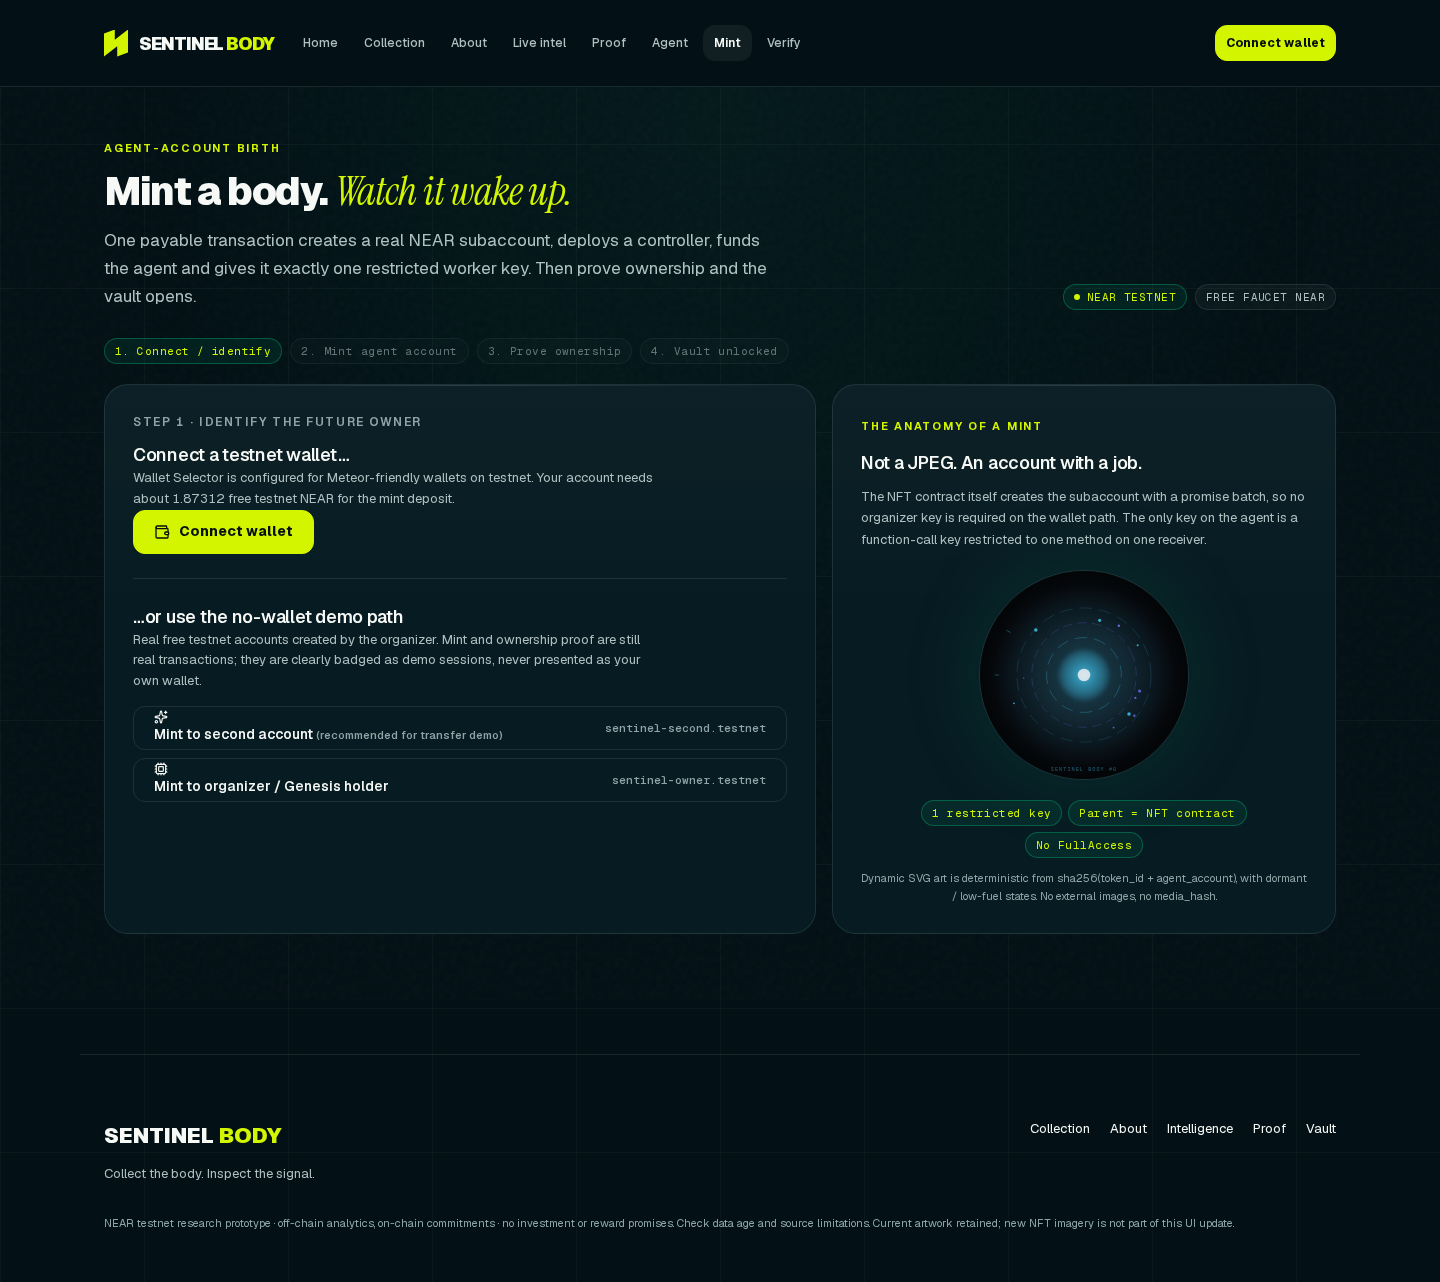 SENTINEL BODY
Home
Collection
About
Live intel
Proof
Agent
Mint
Verify
Connect wallet
AGENT-ACCOUNT BIRTH
Mint a body. Watch it wake up.
One payable transaction creates a real NEAR subaccount, deploys a controller, funds
the agent and gives it exactly one restricted worker key. Then prove ownership and the
vault opens.
NEAR TESTNET
FREE FAUCET NEAR
1. Connect / identify
2. Mint agent account
3. Prove ownership
4. Vault unlocked
STEP 1 · IDENTIFY THE FUTURE OWNER
Connect a testnet wallet…
Wallet Selector is configured for Meteor-friendly wallets on testnet. Your account needs
about 1.87312 free testnet NEAR for the mint deposit.
Connect wallet
…or use the no-wallet demo path
Real free testnet accounts created by the organizer. Mint and ownership proof are still
real transactions; they are clearly badged as demo sessions, never presented as your
own wallet.
Mint to second account (recommended for transfer demo)
sentinel-second.testnet
Mint to organizer / Genesis holder
sentinel-owner.testnet
THE ANATOMY OF A MINT
Not a JPEG. An account with a job.
The NFT contract itself creates the subaccount with a promise batch, so no
organizer key is required on the wallet path. The only key on the agent is a
function-call key restricted to one method on one receiver.
SENTINEL BODY #0
1 restricted key
Parent = NFT contract
No FullAccess
Dynamic SVG art is deterministic from sha256(token_id + agent_account), with dormant
/ low-fuel states. No external images, no media_hash.
SENTINEL BODY
Collect the body. Inspect the signal.
Collection
About
Intelligence
Proof
Vault
NEAR testnet research prototype · off-chain analytics, on-chain commitments · no investment or reward promises. Check data age and source limitations. Current artwork retained; new NFT imagery is not part of this UI update.